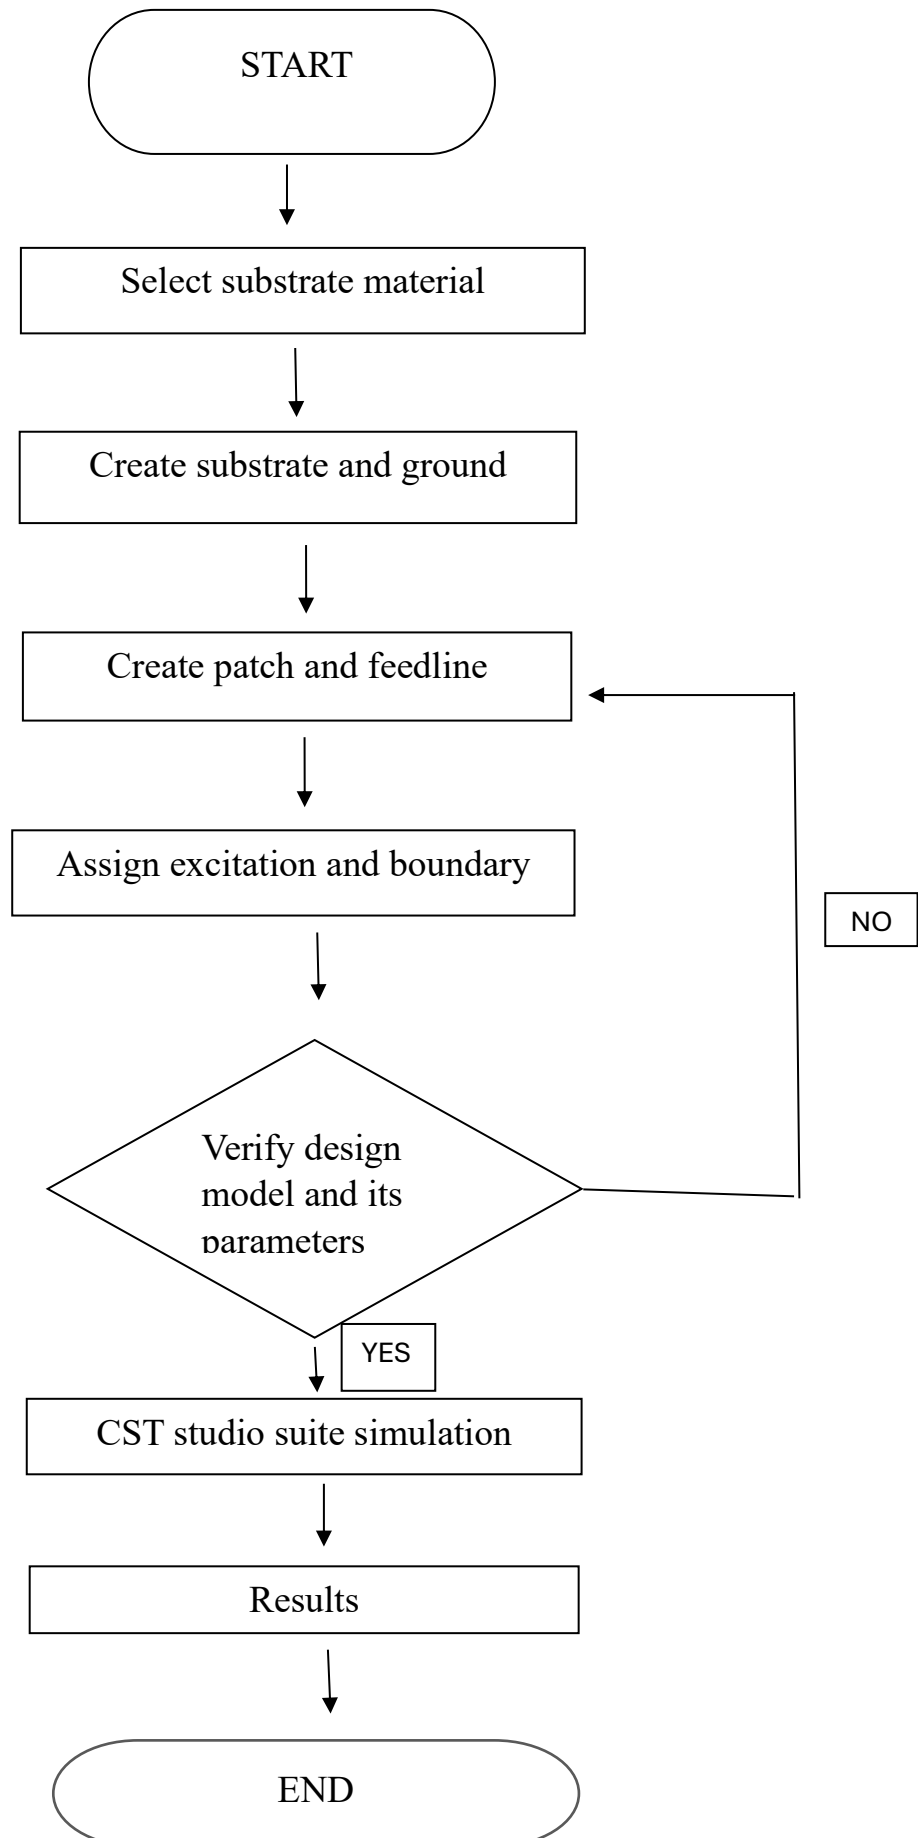 START
Select substrate material
Create substrate and ground
Create patch and feedline
Assign excitation and boundary
NO
Verify design
model and its
parameters
YES
CST studio suite simulation
Results
END